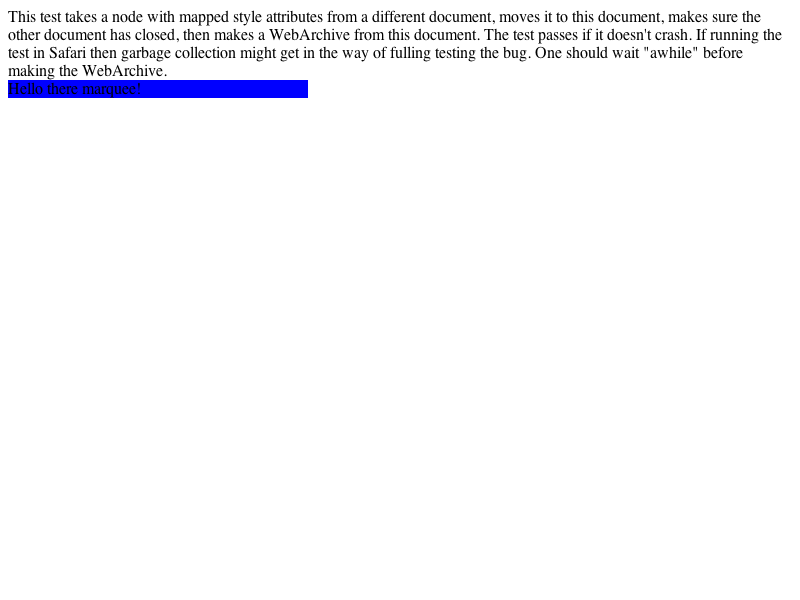 This test takes a node with mapped style attributes from a different document, moves it to this document, makes sure the
other document has closed, then makes a WebArchive from this document. The test passes if it doesn't crash. If running the
test in Safari then garbage collection might get in the way of fulling testing the bug. One should wait "awhile" before
making the WebArchive.
Hello there marquee!